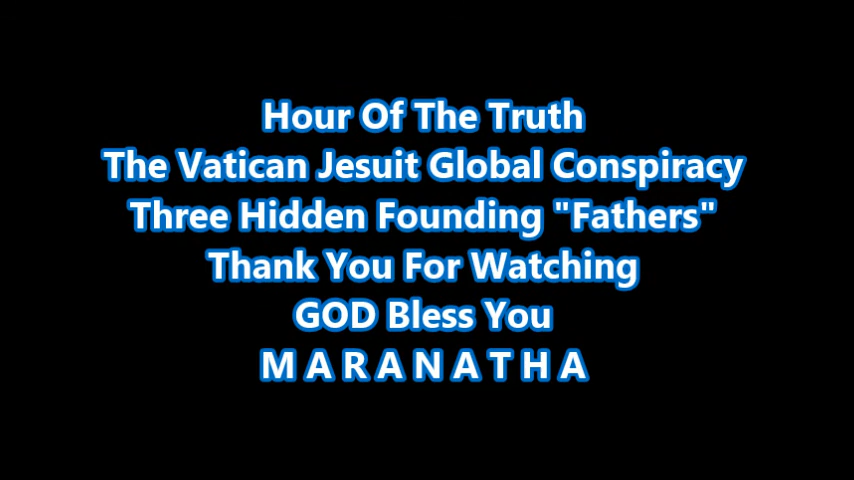 Hour Of The Truth
The Vatican Jesuit Global Conspiracy
Three Hidden Founding "Fathers"
Thank You For Watching
GOD Bless You
M A R A N A T H A